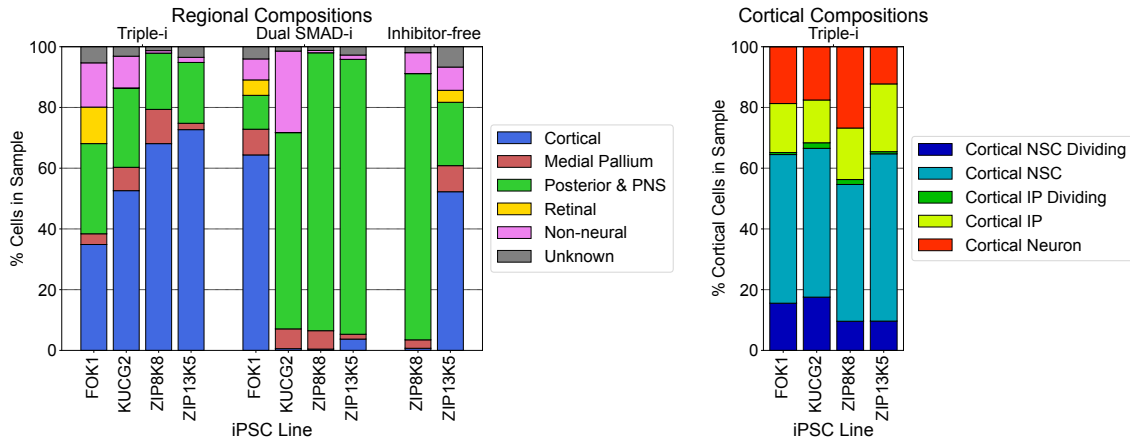 Regional Compositions
Triple-i
Dual SMAD-i
Inhibitor-free
100
80
60
40
20
0
% Cells in Sample
FOK1
KUCG2
ZIP8K8
ZIP13K5
FOK1
KUCG2
ZIP8K8
ZIP13K5
ZIP8K8
ZIP13K5
iPSC Line
Cortical
Medial Pallium
Posterior & PNS
Retinal
Non-neural
Unknown
Cortical Compositions
Triple-i
100
80
60
40
20
0
% Cortical Cells in Sample
FOK1
KUCG2
ZIP8K8
ZIP13K5
iPSC Line
Cortical NSC Dividing
Cortical NSC
Cortical IP Dividing
Cortical IP
Cortical Neuron